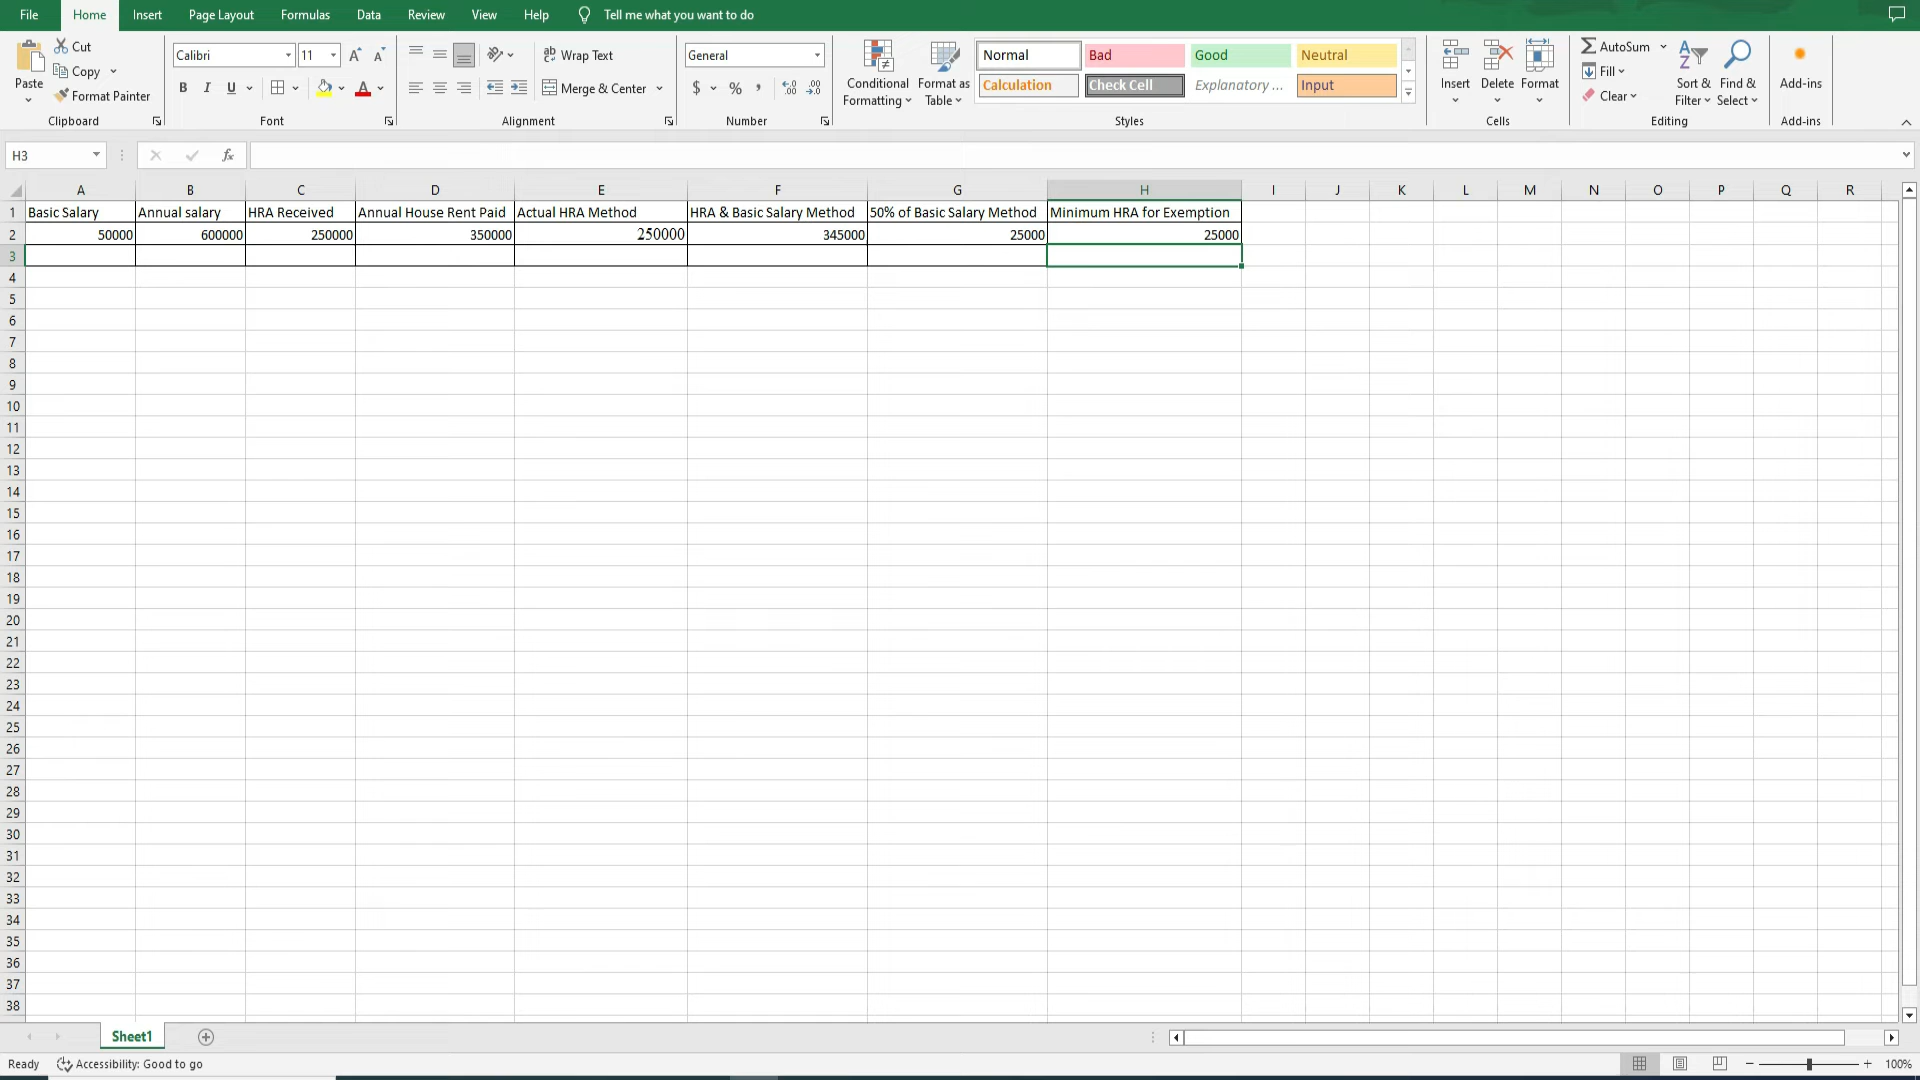 File Home Insert Page Layout Formulas Data Review View Help Tell me what you want to do
Paste
Cut
Copy
Format Painter
Clipboard
Calibri 11 A A
B I U A
Font
ab Wrap Text
Merge & Center
Alignment
General
$ % ,
Number
Conditional Formatting
Format as Table
Normal Bad Good Neutral
Calculation Check Cell Explanatory ... Input
Styles
Insert Delete Format
Cells
AutoSum
Fill
Clear
Sort & Filter
Find & Select
Editing
Add-ins
Add-ins
H3 fx
A B C D E F G H I J K L M N O P Q R
1 Basic Salary Annual salary HRA Received Annual House Rent Paid Actual HRA Method HRA & Basic Salary Method 50% of Basic Salary Method Minimum HRA for Exemption
2 50000 600000 250000 350000 250000 345000 25000 25000
3
4
5
6
7
8
9
10
11
12
13
14
15
16
17
18
19
20
21
22
23
24
25
26
27
28
29
30
31
32
33
34
35
36
37
38
Sheet1
Ready Accessibility: Good to go 100%